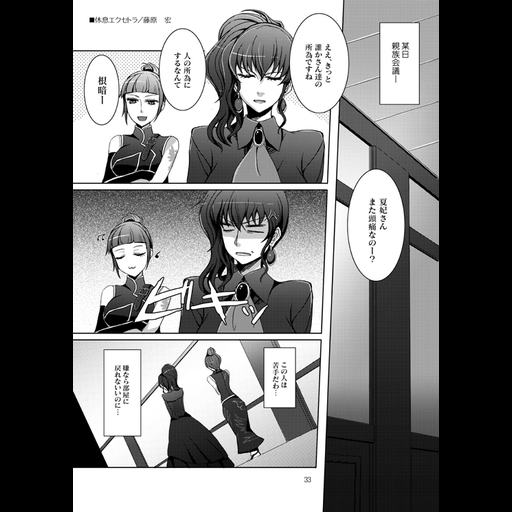 ■休息エクセトラ／藤原　宏
某日
親族会議ー
夏妃さん
また頭痛なのー？
ええ、きっと
誰かさん達の
所為ですね
人の所為に
するなんて
根暗ー
ビキッ
この人は
苦手だわ…
嫌なら部屋に
戻れないいのに…
33